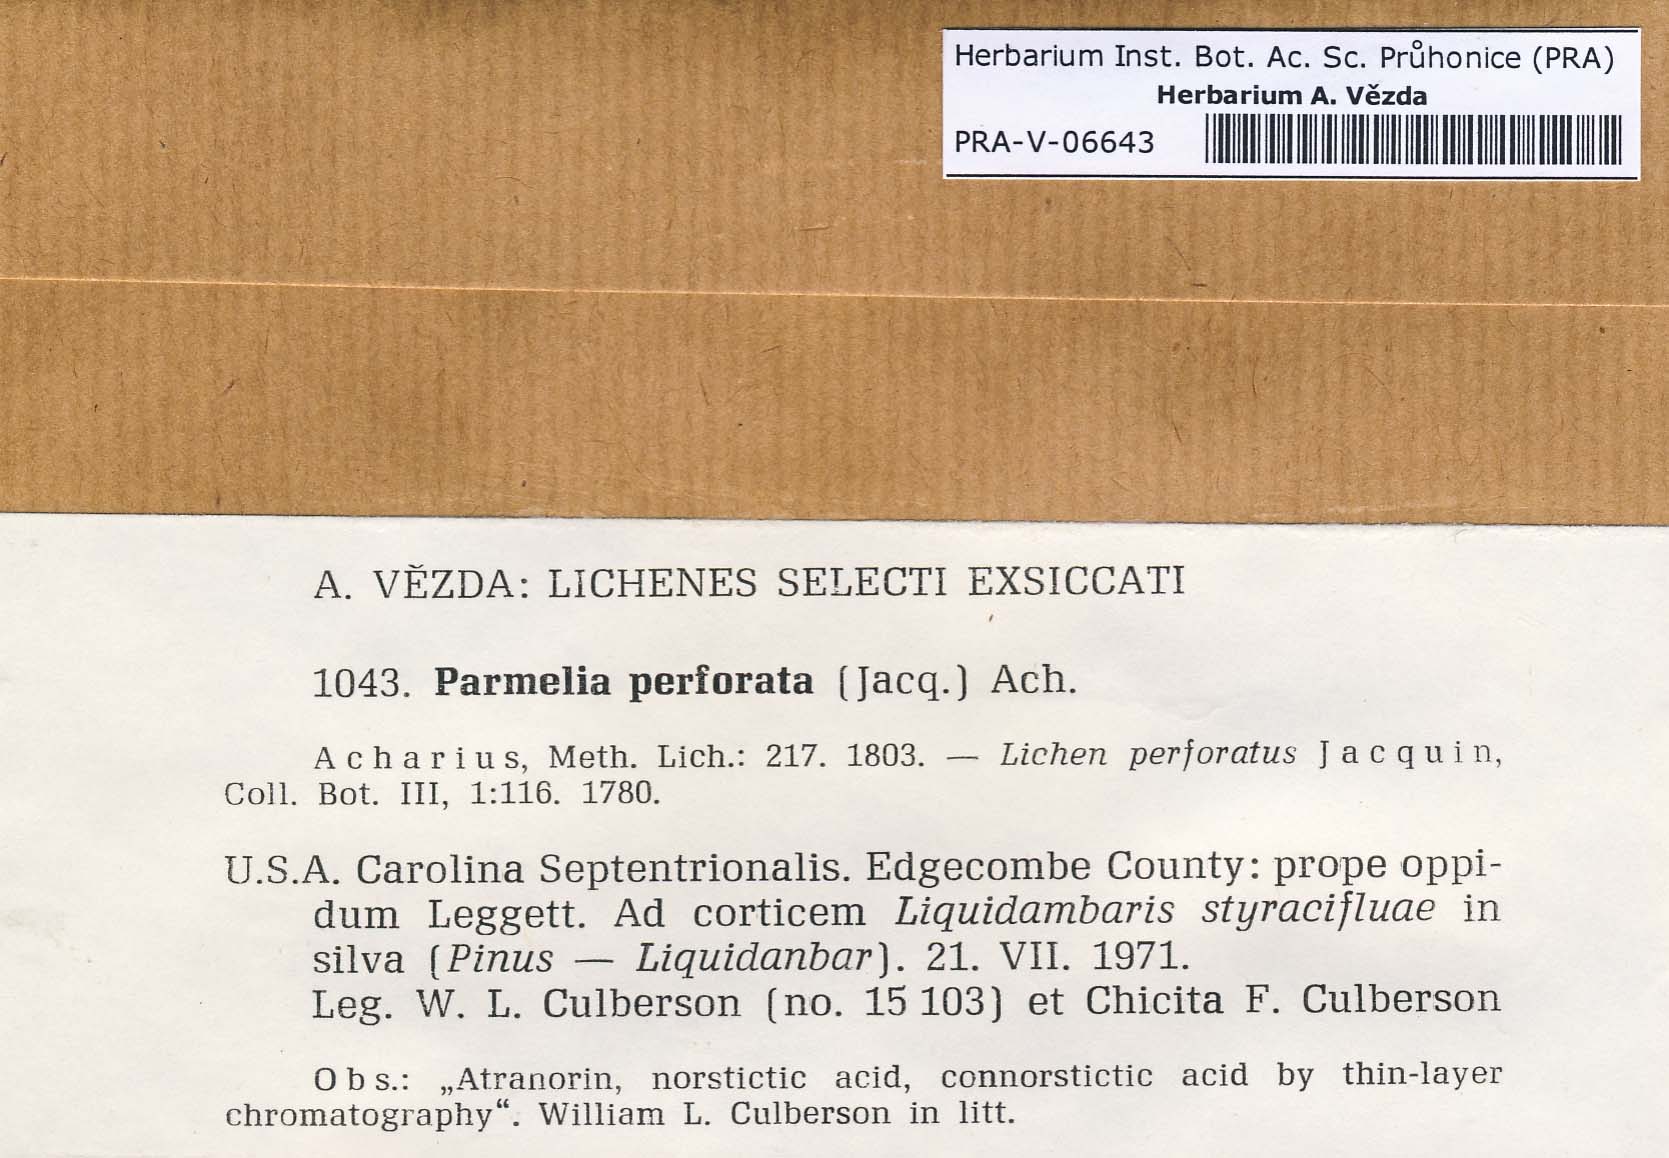 Herbarium Inst. Bot. Ac. Sc. Průhonice (PRA)
Herbarium A. Vězda
PRA-V-06643
A. VĚZDA: LICHENES SELECTI EXSICCATI
1043. Parmelia perforata (Jacq.) Ach.
Acharius, Meth. Lich.: 217. 1803. — Lichen perforatus Jacquin,
Coll. Bot. III, 1:116. 1780.
U.S.A. Carolina Septentrionalis. Edgecombe County: prope oppi-
dum Leggett. Ad corticem Liquidambaris styracifluae in
silva (Pinus — Liquidanbar). 21. VII. 1971.
Leg. W. L. Culberson (no. 15 103) et Chicita F. Culberson
Obs.: „Atranorin, norstictic acid, connorstictic acid by thin-layer
chromatography“. William L. Culberson in litt.